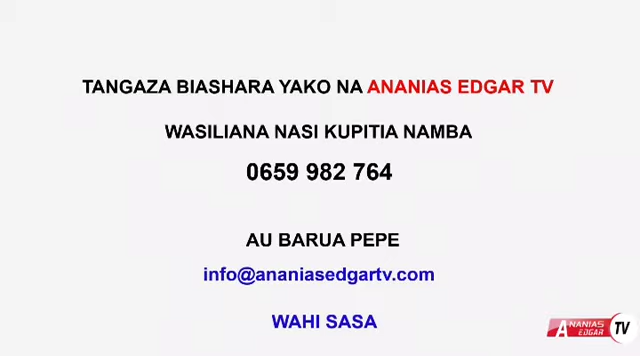 TANGAZA BIASHARA YAKO NA ANANIAS EDGAR TV
WASILIANA NASI KUPITIA NAMBA
0659 982 764
AU BARUA PEPE
info@ananiasedgartv.com
WAHI SASA
ANANIAS
EDGAR
TV